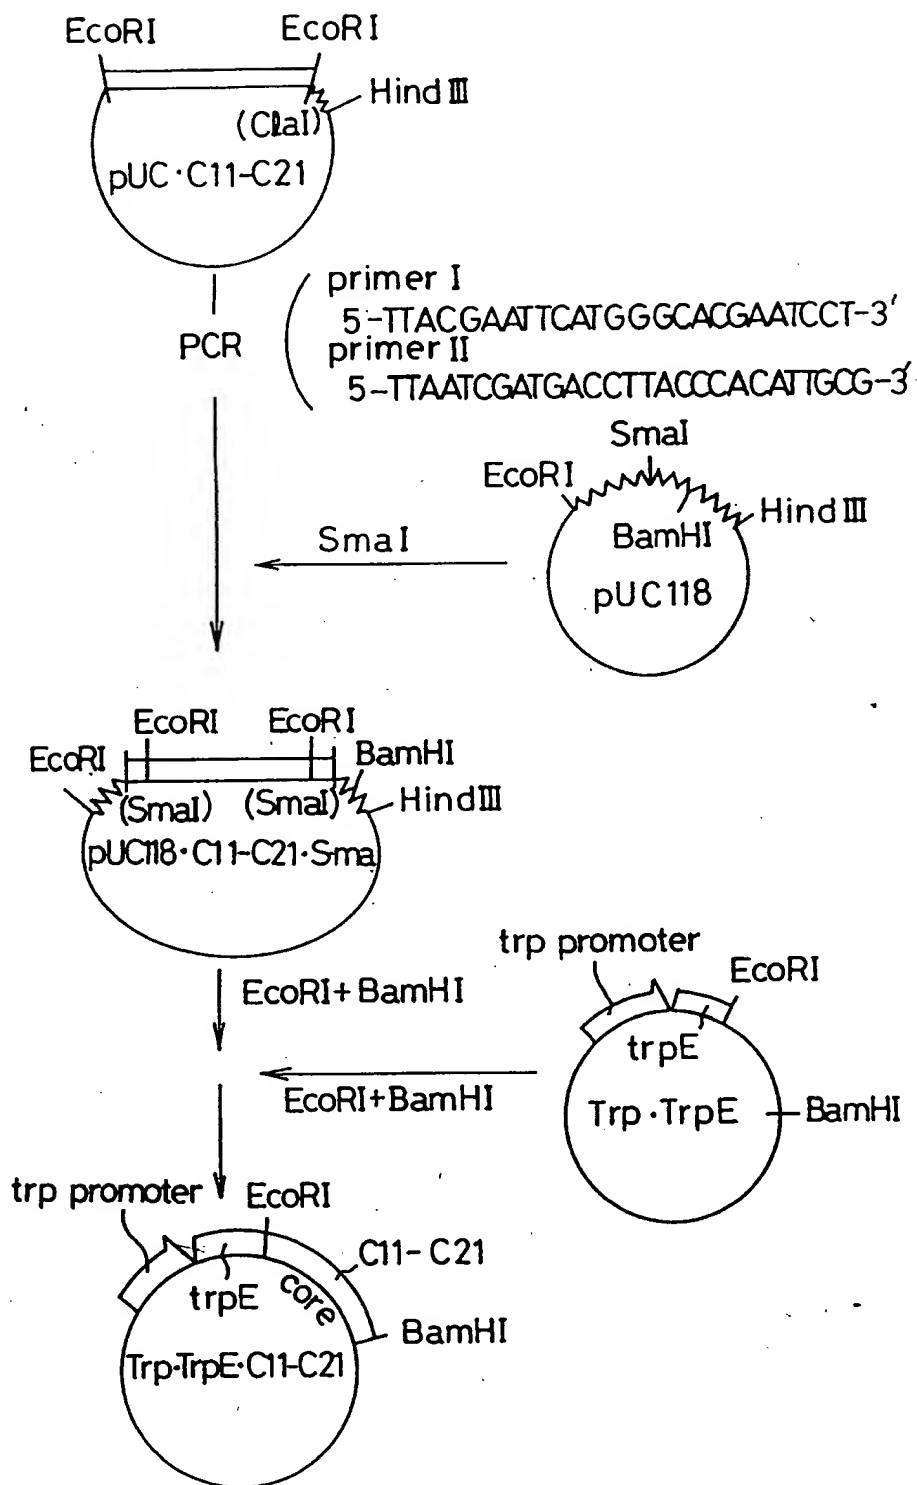 EcoRI EcoRI
Hind III
(ClaI)
pUC·C11-C21
primer I
5-TTACGAATTCATGGGCACGAATCCT-3'
PCR
primer II
5-TTAATCGATGACCTTACCCACATTGCG-3'
SmaI
EcoRI
Hind III
BamHI
SmaI
pUC118
EcoRI EcoRI
EcoRI BamHI
(SmaI) (SmaI) HindIII
pUC118·C11-C21·Sma
trp promoter
EcoRI
EcoRI+BamHI
trpE
EcoRI+BamHI
Trp·TrpE
BamHI
trp promoter EcoRI
C11-C21
trpE core
BamHI
Trp·TrpE·C11-C21